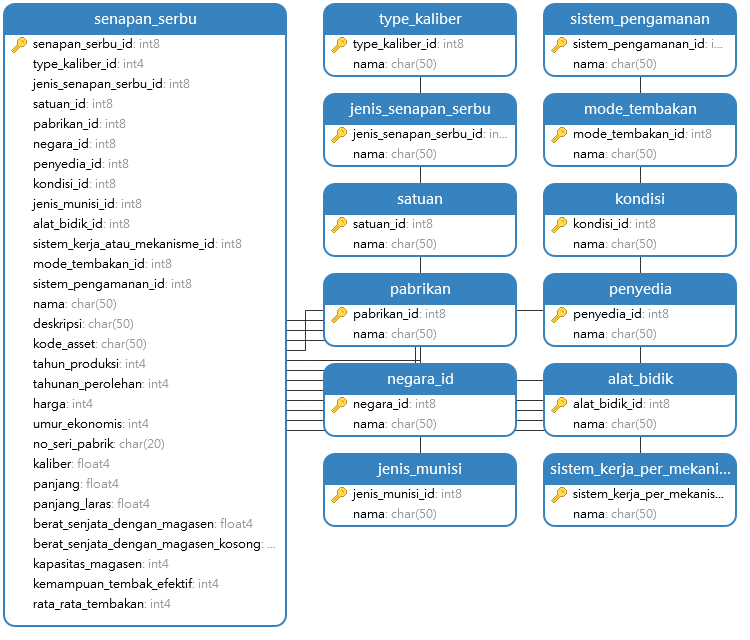 senapan_serbu
senapan_serbu_id: int8
type_kaliber_id: int4
jenis_senapan_serbu_id: int8
satuan_id: int8
pabrikan_id: int8
negara_id: int8
penyedia_id: int8
kondisi_id: int8
jenis_munisi_id: int8
alat_bidik_id: int8
sistem_kerja_atau_mekanisme_id: int8
mode_tembakan_id: int8
sistem_pengamanan_id: int8
nama: char(50)
deskripsi: char(50)
kode_asset: char(50)
tahun_produksi: int4
tahunan_perolehan: int4
harga: int4
umur_ekonomis: int4
no_seri_pabrik: char(20)
kaliber: float4
panjang: float4
panjang_laras: float4
berat_senjata_dengan_magasen: float4
berat_senjata_dengan_magasen_kosong: ...
kapasitas_magasen: int4
kemampuan_tembak_efektif: int4
rata_rata_tembakan: int4
type_kaliber
type_kaliber_id: int8
nama: char(50)
jenis_senapan_serbu
jenis_senapan_serbu_id: in...
nama: char(50)
satuan
satuan_id: int8
nama: char(50)
pabrikan
pabrikan_id: int8
nama: char(50)
negara_id
negara_id: int8
nama: char(50)
jenis_munisi
jenis_munisi_id: int8
nama: char(50)
sistem_pengamanan
sistem_pengamanan_id: i...
nama: char(50)
mode_tembakan
mode_tembakan_id: int8
nama: char(50)
kondisi
kondisi_id: int8
nama: char(50)
penyedia
penyedia_id: int8
nama: char(50)
alat_bidik
alat_bidik_id: int8
nama: char(50)
sistem_kerja_per_mekani...
sistem_kerja_per_mekanis...
nama: char(50)